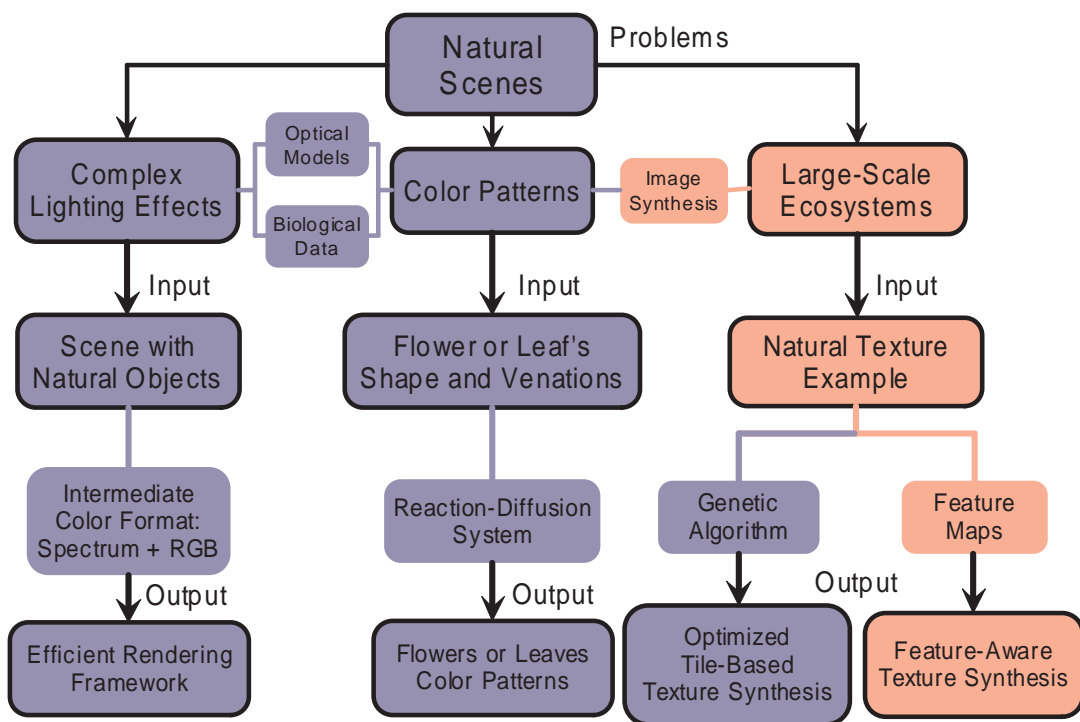 Natural
Scenes
Problems
Complex
Lighting Effects
Optical
Models
Biological
Data
Color Patterns
Image
Synthesis
Large-Scale
Ecosystems
Input
Input
Input
Scene with
Natural Objects
Flower or Leaf's
Shape and Venations
Natural Texture
Example
Intermediate
Color Format:
Spectrum + RGB
Reaction-Diffusion
System
Genetic
Algorithm
Feature
Maps
Output
Output
Output
Efficient Rendering
Framework
Flowers or Leaves
Color Patterns
Optimized
Tile-Based
Texture Synthesis
Feature-Aware
Texture Synthesis